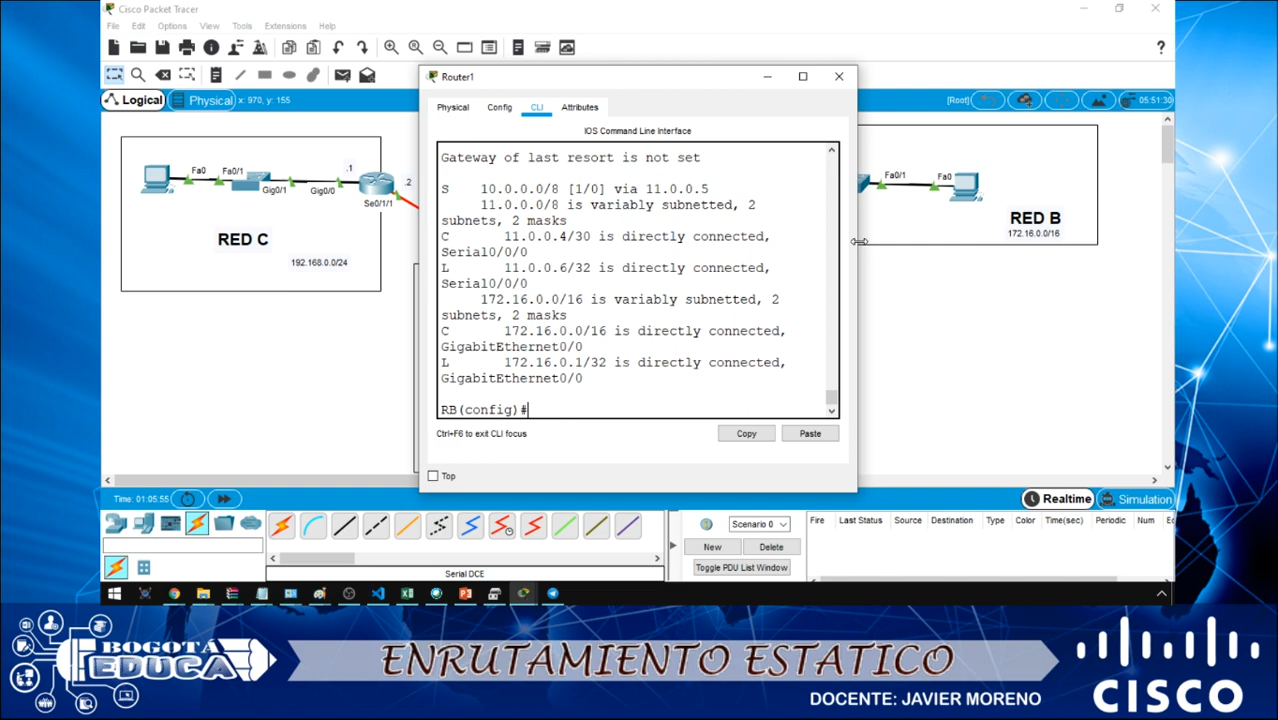 Cisco Packet Tracer
File Edit Options View Tools Extensions Help
?
Logical
Physical
x: 970, y: 155
[Root]
05:51:30
Router1
Physical Config CLI Attributes
IOS Command Line Interface
Gateway of last resort is not set
S 10.0.0.0/8 [1/0] via 11.0.0.5
11.0.0.0/8 is variably subnetted, 2
subnets, 2 masks
C 11.0.0.4/30 is directly connected,
Serial0/0/0
L 11.0.0.6/32 is directly connected,
Serial0/0/0
172.16.0.0/16 is variably subnetted, 2
subnets, 2 masks
C 172.16.0.0/16 is directly connected,
GigabitEthernet0/0
L 172.16.0.1/32 is directly connected,
GigabitEthernet0/0
RB(config)#
Ctrl+F6 to exit CLI focus
Copy
Paste
Top
Fa0
Fa0/1
Gig0/1
Gig0/0
.1
.2
Se0/1/1
RED C
192.168.0.0/24
Fa0/1
Fa0
RED B
172.16.0.0/16
Time: 01:05:55
Realtime
Simulation
Scenario 0
New
Delete
Toggle PDU List Window
Fire Last Status Source Destination Type Color Time(sec) Periodic Num
Serial DCE
BOGOTÁ
EDUCA
ENRUTAMIENTO ESTATICO
DOCENTE: JAVIER MORENO
CISCO